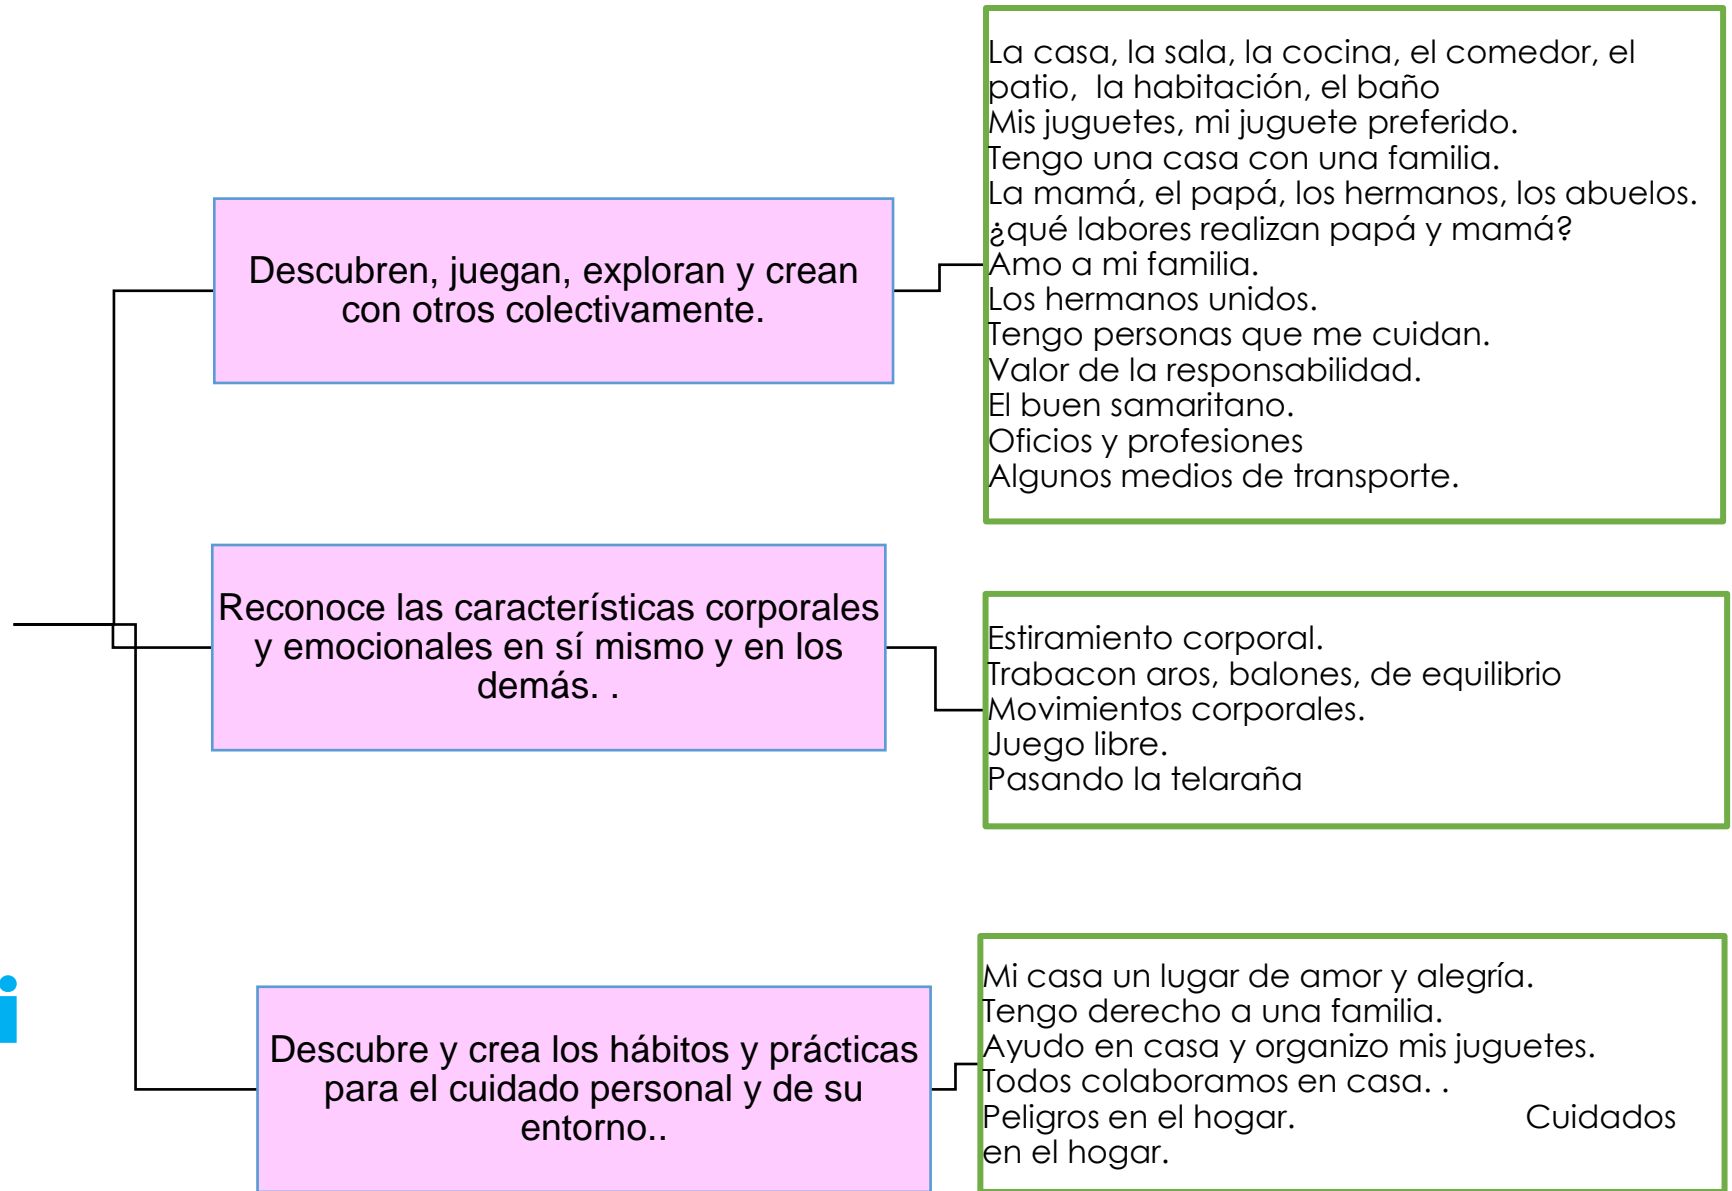 Descubren, juegan, exploran y crean
con otros colectivamente.
La casa, la sala, la cocina, el comedor, el
patio,  la habitación, el baño
Mis juguetes, mi juguete preferido.
Tengo una casa con una familia.
La mamá, el papá, los hermanos, los abuelos.
¿qué labores realizan papá y mamá?
Amo a mi familia.
Los hermanos unidos.
Tengo personas que me cuidan.
Valor de la responsabilidad.
El buen samaritano.
Oficios y profesiones
Algunos medios de transporte.
Reconoce las características corporales
y emocionales en sí mismo y en los
demás. .
Estiramiento corporal.
Trabacon aros, balones, de equilibrio
Movimientos corporales.
Juego libre.
Pasando la telaraña
i
Descubre y crea los hábitos y prácticas
para el cuidado personal y de su
entorno..
Mi casa un lugar de amor y alegría.
Tengo derecho a una familia.
Ayudo en casa y organizo mis juguetes.
Todos colaboramos en casa. .
Peligros en el hogar. Cuidados
en el hogar.